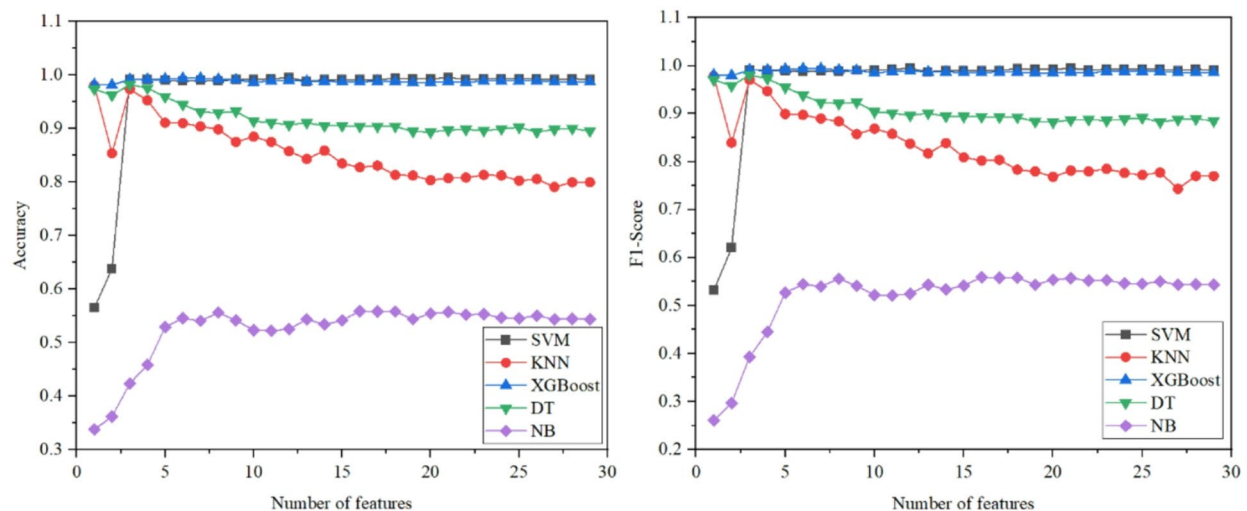 1.1
1.0
0.9
0.8
0.7
0.6
0.5
0.4
0.3
Accuracy
0 5 10 15 20 25 30
Number of features
SVM
KNN
XGBoost
DT
NB
1.1
1.0
0.9
0.8
0.7
0.6
0.5
0.4
0.3
0.2
F1-Score
0 5 10 15 20 25 30
Number of features
SVM
KNN
XGBoost
DT
NB